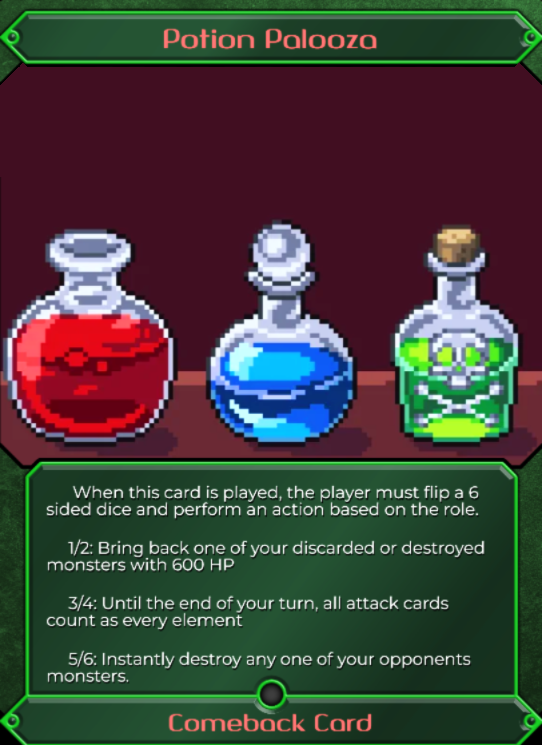 Potion Palooza
When this card is played, the player must flip a 6
sided dice and perform an action based on the role.
1/2: Bring back one of your discarded or destroyed
monsters with 600 HP
3/4: Until the end of your turn, all attack cards
count as every element
5/6: Instantly destroy any one of your opponents
monsters.
Comeback Card